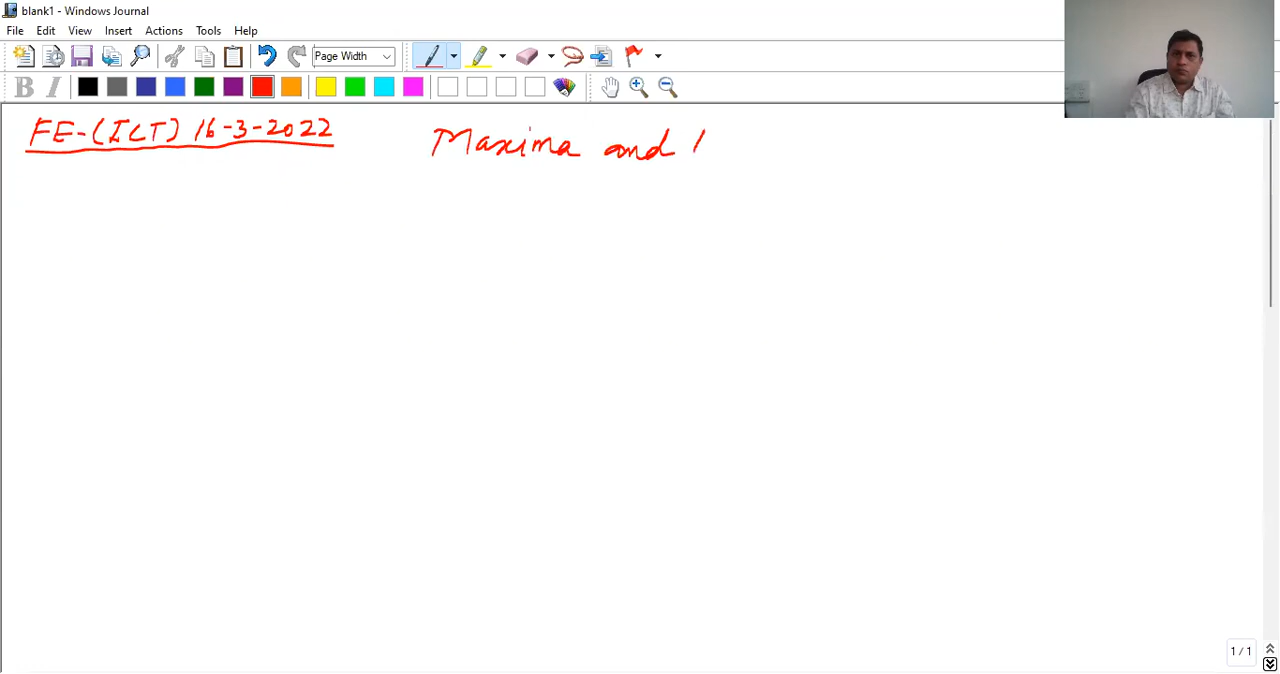 blank1 - Windows Journal
File Edit View Insert Actions Tools Help
Page Width
B I
FE-(ICT) 16-3-2022
Maxima and
1 / 1